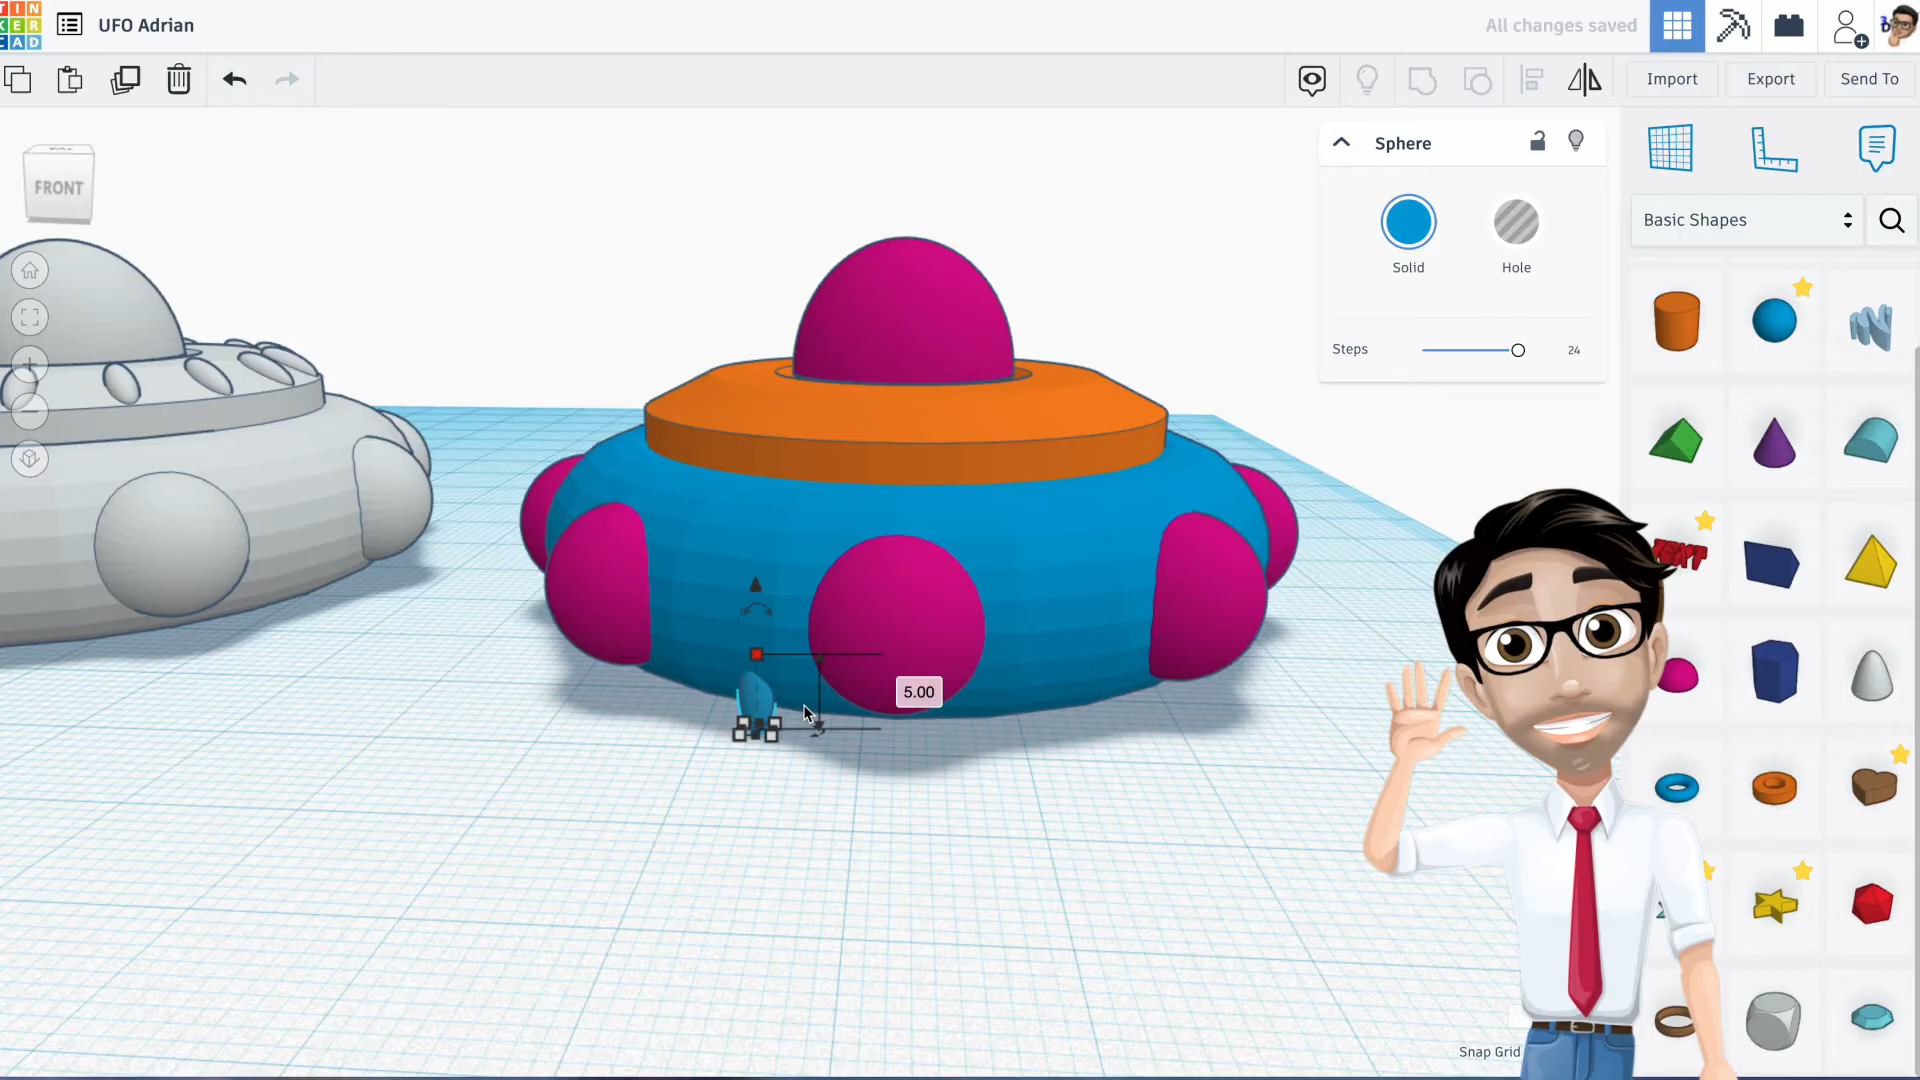 TIN
KER
CAD
UFO Adrian
All changes saved
Import
Export
Send To
FRONT
Sphere
Solid
Hole
Steps
24
Basic Shapes
5.00
Snap Grid